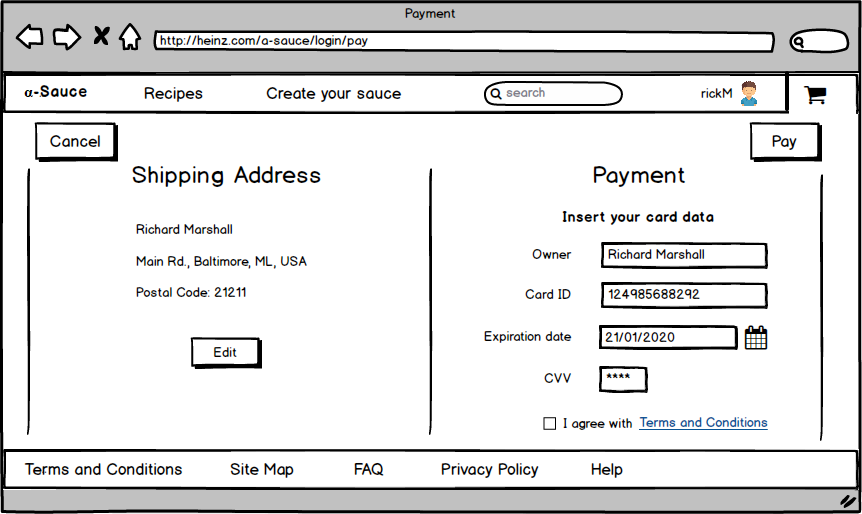 Payment
http://heinz.com/a-sauce/login/pay
α-Sauce Recipes Create your sauce search rickM
Cancel Pay
Shipping Address
Richard Marshall
Main Rd., Baltimore, ML, USA
Postal Code: 21211
Edit
Payment
Insert your card data
Owner Richard Marshall
Card ID 124985688292
Expiration date 21/01/2020
CVV ****
I agree with Terms and Conditions
Terms and Conditions Site Map FAQ Privacy Policy Help